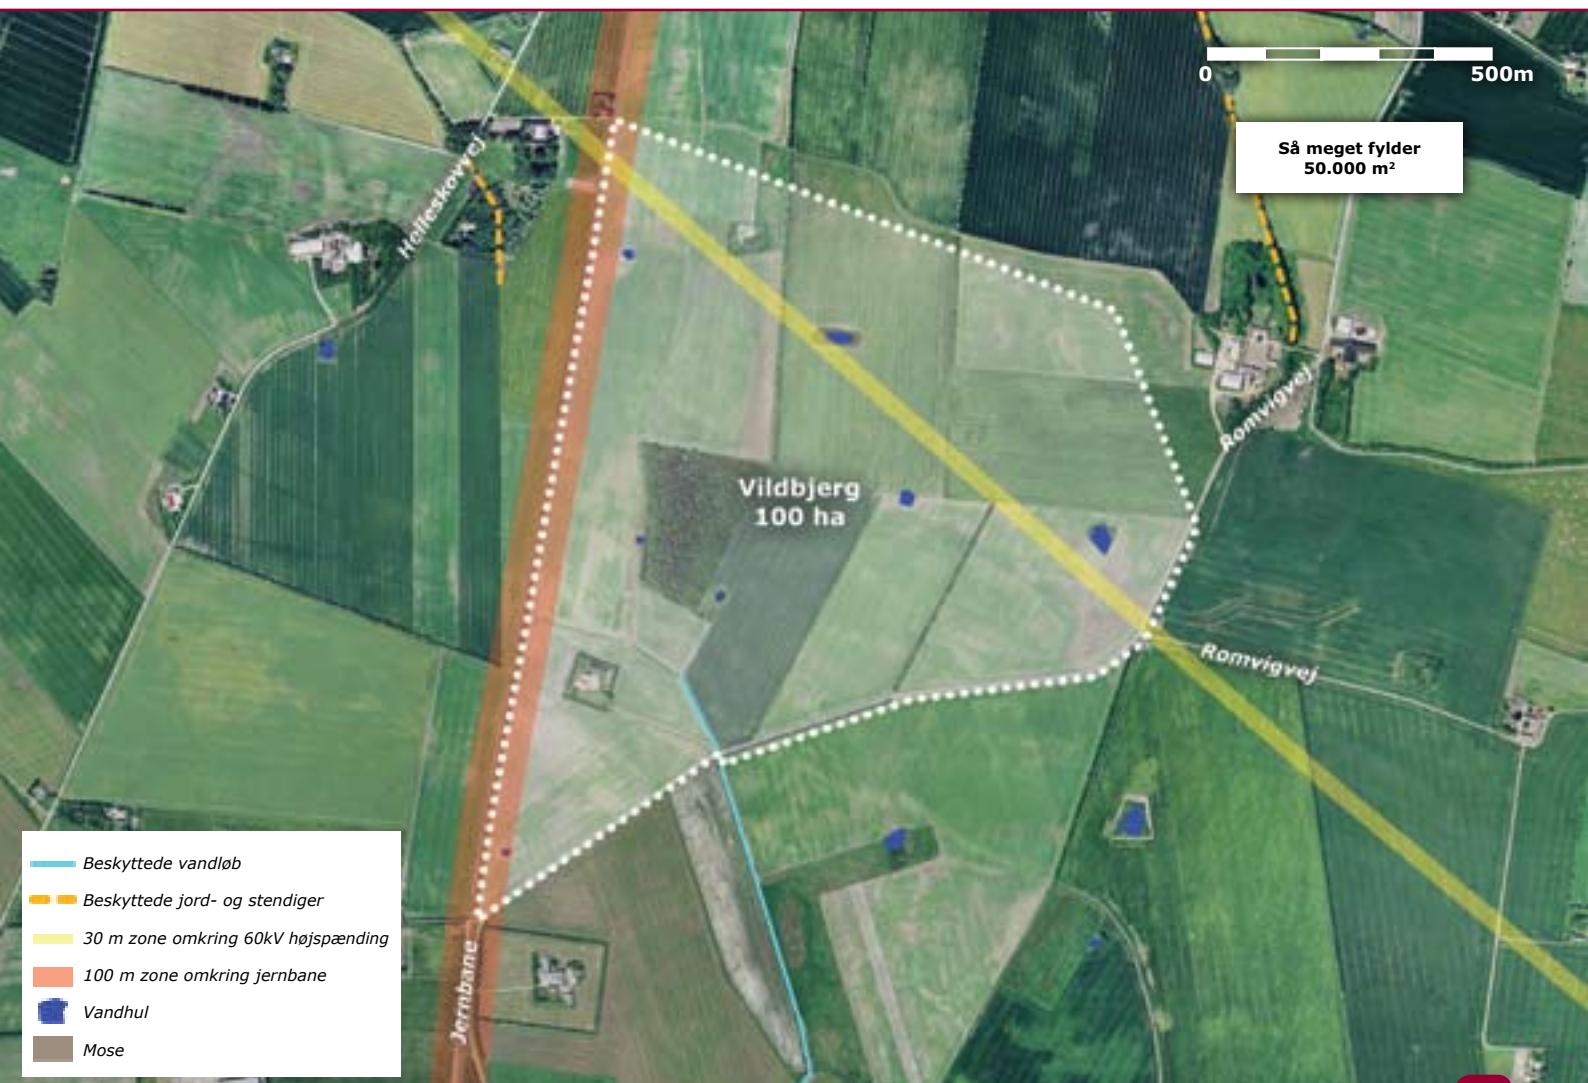 0
500m
Så meget fylder
50.000 m²
Holleskovvej
Romvigvej
Vildbjerg
100 ha
Romvigvej
Jernbane
Beskyttede vandløb
Beskyttede jord- og stendiger
30 m zone omkring 60kV højspænding
100 m zone omkring jernbane
Vandhul
Mose